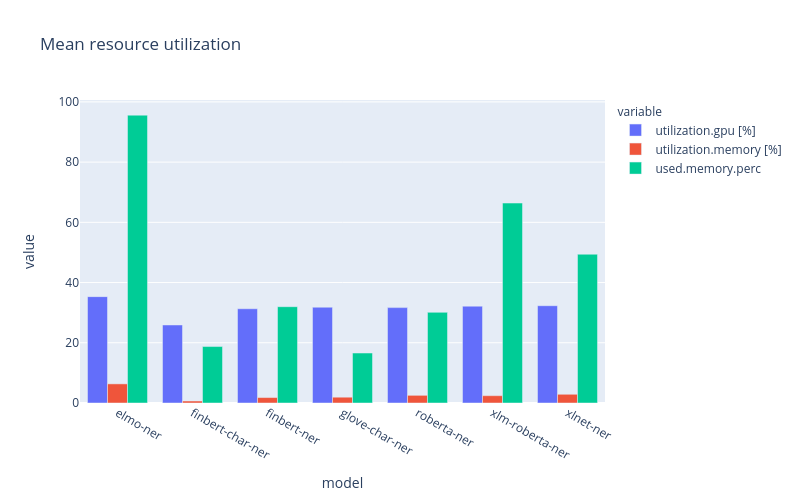 Mean resource utilization
variable
utilization.gpu [%]
utilization.memory [%]
used.memory.perc
value
100
80
60
40
20
0
elmo-ner
finbert-char-ner
finbert-ner
glove-char-ner
roberta-ner
xlm-roberta-ner
xlnet-ner
model